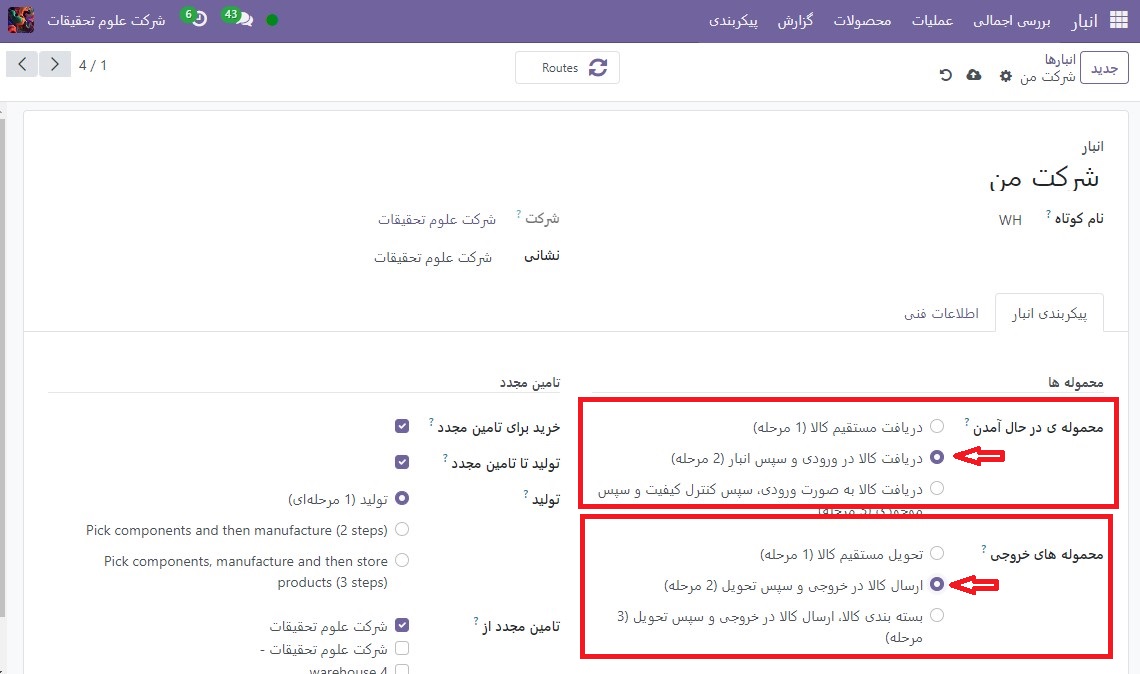 انبار
بررسی اجمالی
عملیات
محصولات
گزارش
پیکربندی
43
6
شرکت علوم تحقیقات
جدید
انبارها
شرکت من
Routes
4 / 1
انبار
شرکت من
نام کوتاه ?
WH
شرکت ?
شرکت علوم تحقیقات
نشانی
شرکت علوم تحقیقات
پیکربندی انبار
اطلاعات فنی
محموله ها
محموله ی در حال آمدن ?
دریافت مستقیم کالا (1 مرحله)
دریافت کالا در ورودی و سپس انبار (2 مرحله)
دریافت کالا به صورت ورودی، سپس کنترل کیفیت و سپس
موجودی (3 مرحله)
محموله های خروجی ?
تحویل مستقیم کالا (1 مرحله)
ارسال کالا در خروجی و سپس تحویل (2 مرحله)
بسته بندی کالا، ارسال کالا در خروجی و سپس تحویل (3
مرحله)
تامین مجدد
خرید برای تامین مجدد ?
تولید تا تامین مجدد ?
تولید ?
تولید (1 مرحله‌ای)
Pick components and then manufacture (2 steps)
Pick components, manufacture and then store
products (3 steps)
تامین مجدد از ?
شرکت علوم تحقیقات
شرکت علوم تحقیقات -
warehouse 4